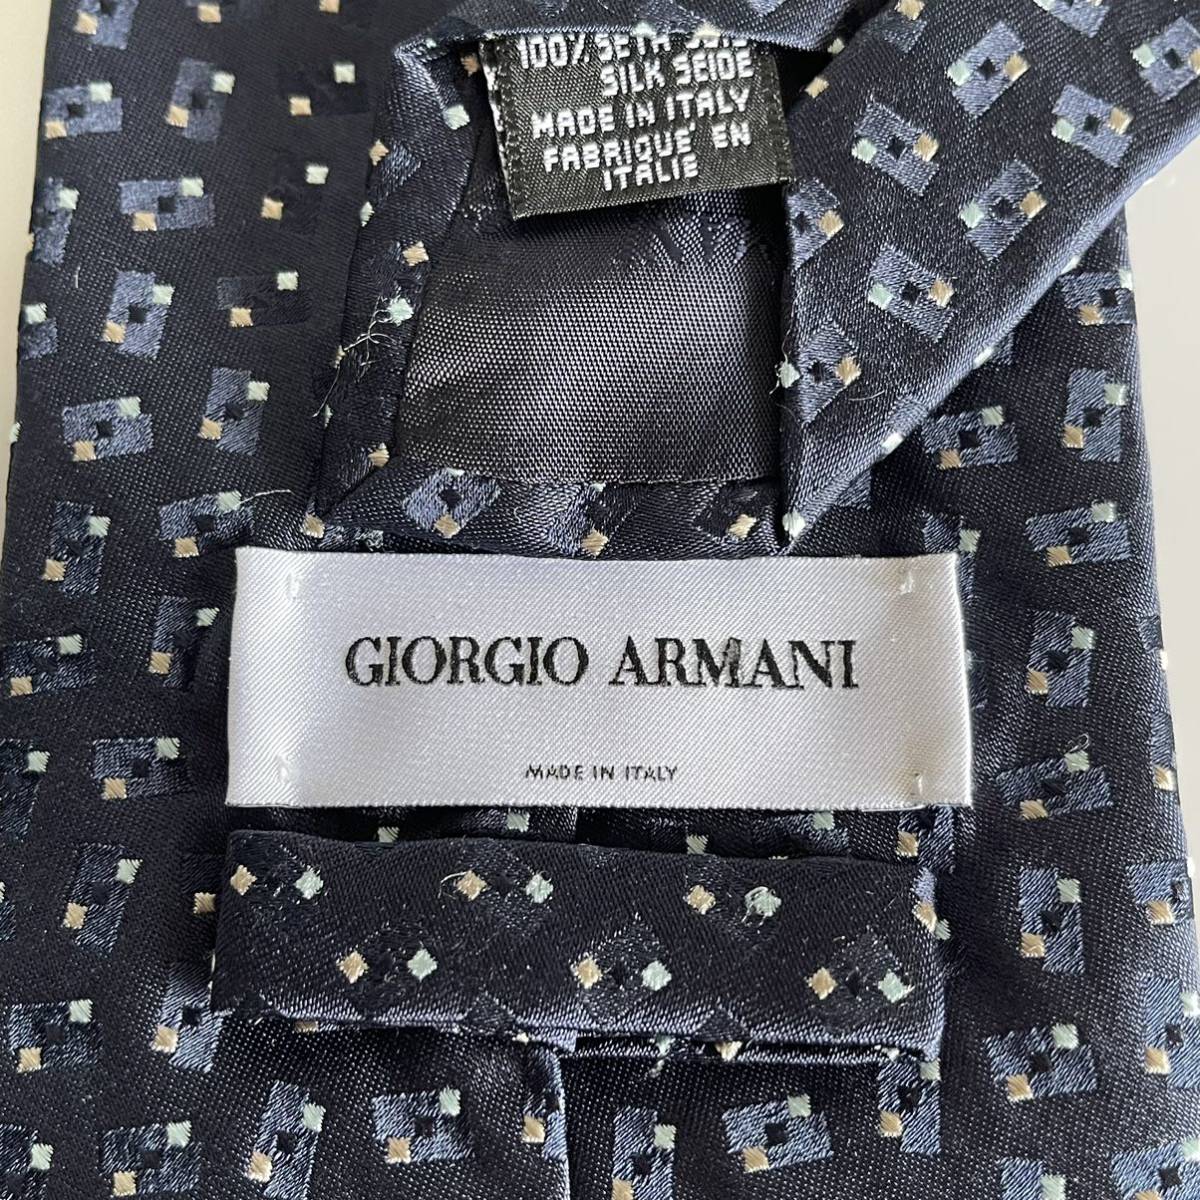 100% SETA SOIE
SILK SEIDE
MADE IN ITALY
FABRIQUE' EN
ITALIE
GIORGIO ARMANI
MADE IN ITALY